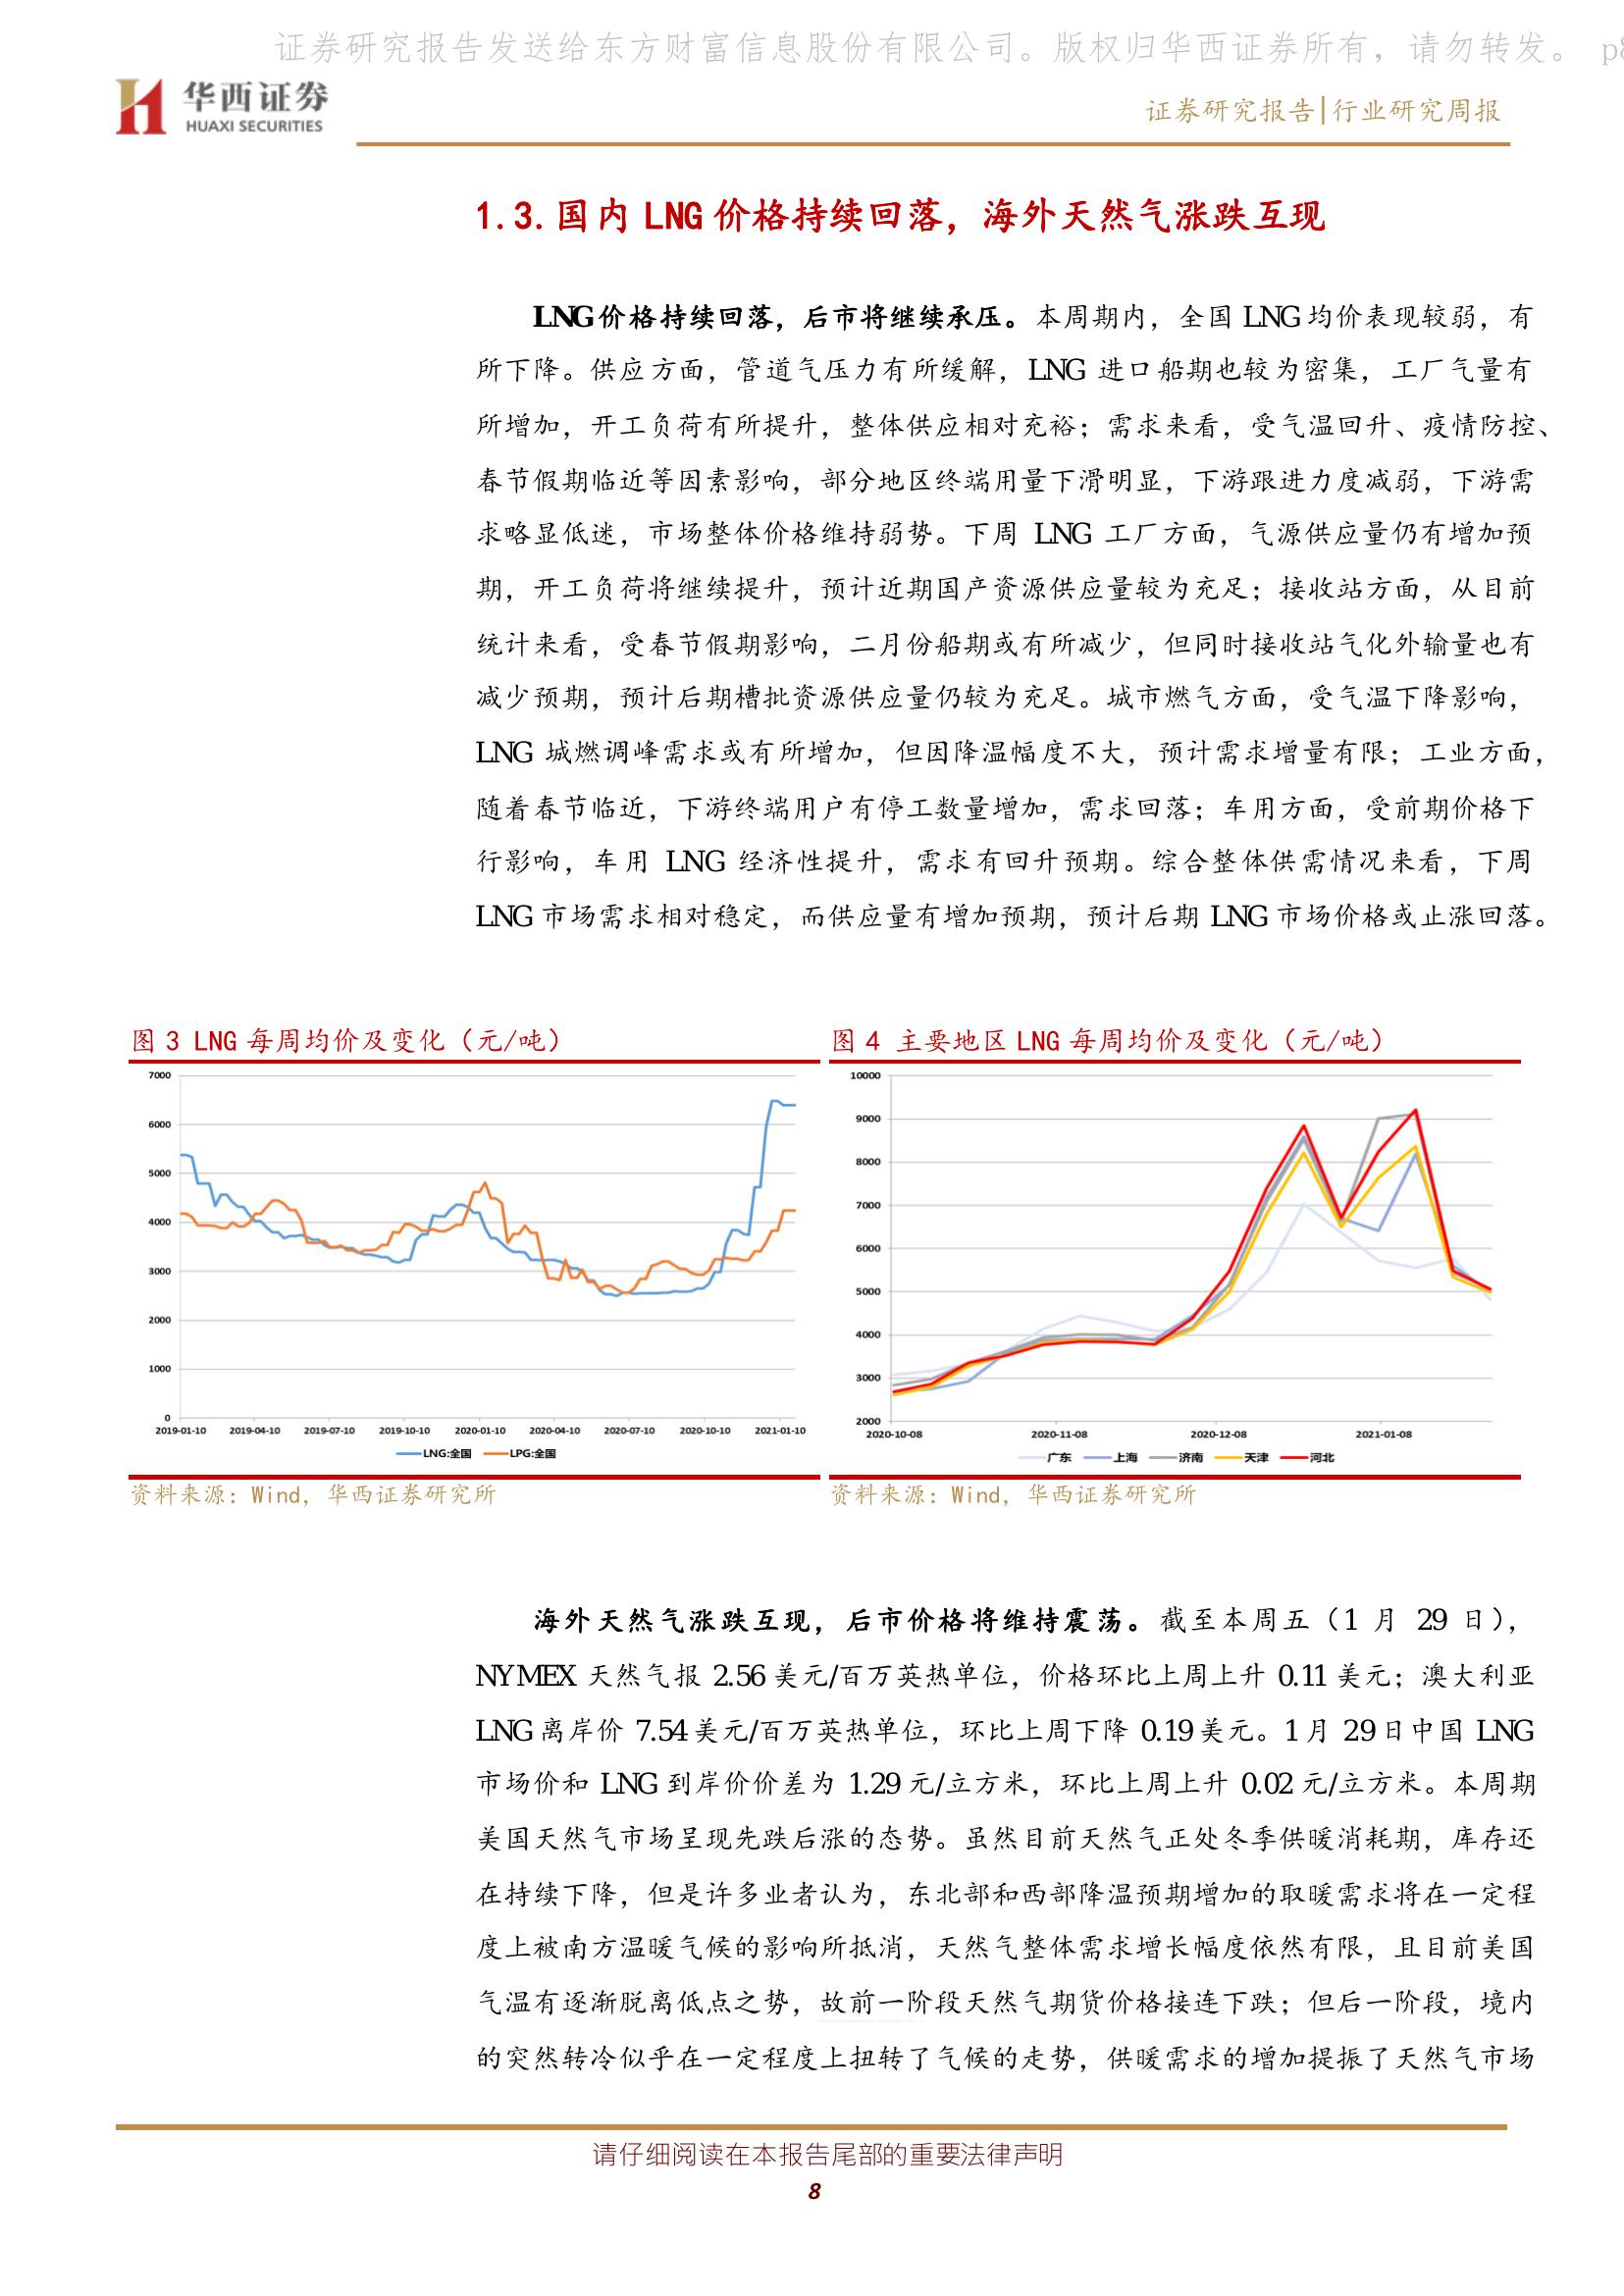 证券研究报告发送给东方财富信息股份有限公司。版权归华西证券所有，请勿转发。 p8
华西证券
HUAXI SECURITIES
证券研究报告|行业研究周报
1.3.国内 LNG 价格持续回落，海外天然气涨跌互现
LNG 价格持续回落，后市将继续承压。本周期内，全国 LNG 均价表现较弱，有
所下降。供应方面，管道气压力有所缓解，LNG 进口船期也较为密集，工厂气量有
所增加，开工负荷有所提升，整体供应相对充裕；需求来看，受气温回升、疫情防控、
春节假期临近等因素影响，部分地区终端用量下滑明显，下游跟进力度减弱，下游需
求略显低迷，市场整体价格维持弱势。下周 LNG 工厂方面，气源供应量仍有增加预
期，开工负荷将继续提升，预计近期国产资源供应量较为充足；接收站方面，从目前
统计来看，受春节假期影响，二月份船期或有所减少，但同时接收站气化外输量也有
减少预期，预计后期槽批资源供应量仍较为充足。城市燃气方面，受气温下降影响，
LNG 城燃调峰需求或有所增加，但因降温幅度不大，预计需求增量有限；工业方面，
随着春节临近，下游终端用户有停工数量增加，需求回落；车用方面，受前期价格下
行影响，车用 LNG 经济性提升，需求有回升预期。综合整体供需情况来看，下周
LNG 市场需求相对稳定，而供应量有增加预期，预计后期 LNG 市场价格或止涨回落。
图 3 LNG 每周均价及变化（元/吨）
7000
6000
5000
4000
3000
2000
1000
0
2019-01-10 2019-04-10 2019-07-10 2019-10-10 2020-01-10 2020-04-10 2020-07-10 2020-10-10 2021-01-10
LNG:全国 LPG:全国
资料来源：Wind，华西证券研究所
图 4 主要地区 LNG 每周均价及变化（元/吨）
10000
9000
8000
7000
6000
5000
4000
3000
2000
2020-10-08 2020-11-08 2020-12-08 2021-01-08
广东 上海 济南 天津 河北
资料来源：Wind，华西证券研究所
海外天然气涨跌互现，后市价格将维持震荡。截至本周五（1 月 29 日），
NYMEX 天然气报 2.56 美元/百万英热单位，价格环比上周上升 0.11 美元；澳大利亚
LNG 离岸价 7.54 美元/百万英热单位，环比上周下降 0.19 美元。1 月 29 日中国 LNG
市场价和 LNG 到岸价价差为 1.29 元/立方米，环比上周上升 0.02 元/立方米。本周期
美国天然气市场呈现先跌后涨的态势。虽然目前天然气正处冬季供暖消耗期，库存还
在持续下降，但是许多业者认为，东北部和西部降温预期增加的取暖需求将在一定程
度上被南方温暖气候的影响所抵消，天然气整体需求增长幅度依然有限，且目前美国
气温有逐渐脱离低点之势，故前一阶段天然气期货价格接连下跌；但后一阶段，境内
的突然转冷似乎在一定程度上扭转了气候的走势，供暖需求的增加提振了天然气市场
请仔细阅读在本报告尾部的重要法律声明
8